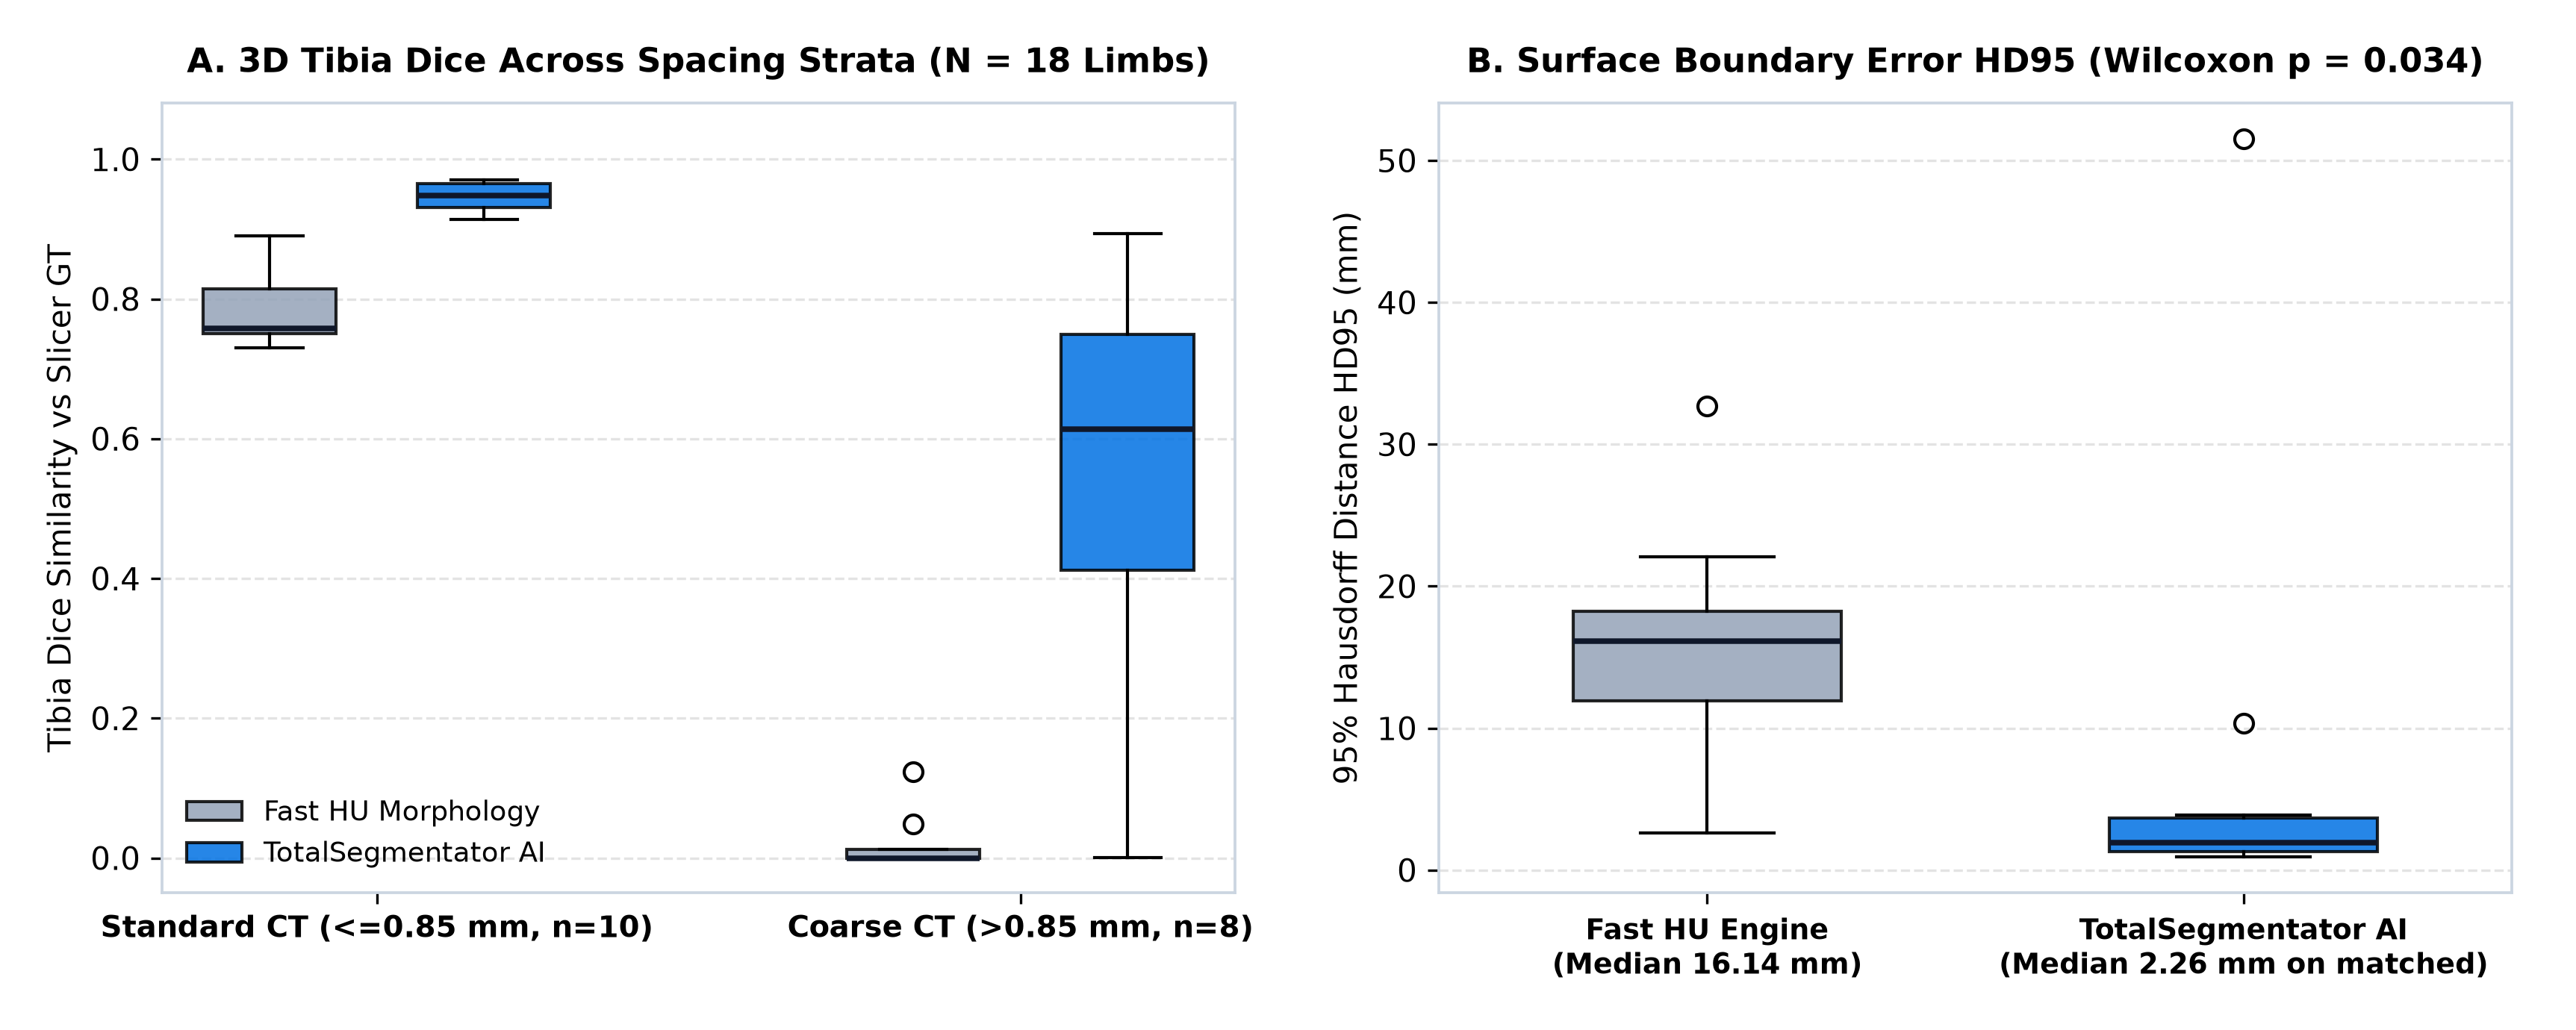 A. 3D Tibia Dice Across Spacing Strata (N = 18 Limbs)
Tibia Dice Similarity vs Slicer GT
1.0
0.8
0.6
0.4
0.2
0.0
Fast HU Morphology
TotalSegmentator AI
Standard CT (<=0.85 mm, n=10)
Coarse CT (>0.85 mm, n=8)
B. Surface Boundary Error HD95 (Wilcoxon p = 0.034)
95% Hausdorff Distance HD95 (mm)
50
40
30
20
10
0
Fast HU Engine
(Median 16.14 mm)
TotalSegmentator AI
(Median 2.26 mm on matched)